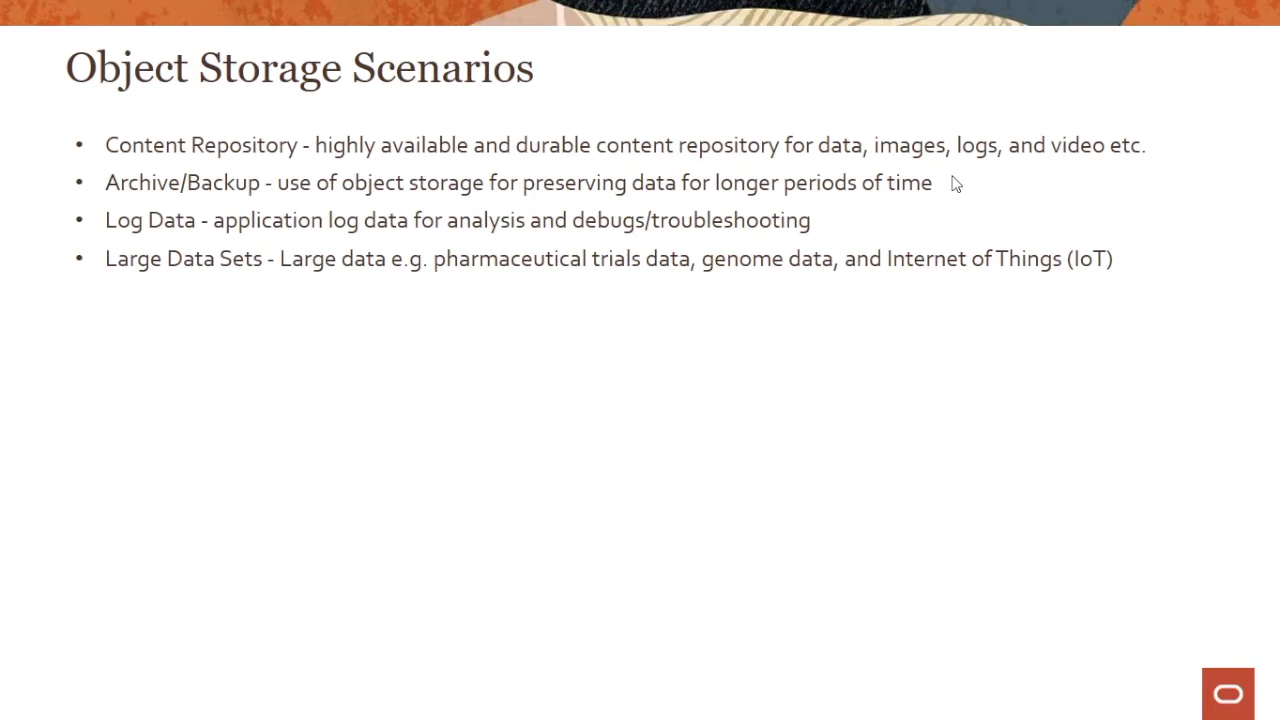 Object Storage Scenarios
• Content Repository - highly available and durable content repository for data, images, logs, and video etc.
• Archive/Backup - use of object storage for preserving data for longer periods of time
• Log Data - application log data for analysis and debugs/troubleshooting
• Large Data Sets - Large data e.g. pharmaceutical trials data, genome data, and Internet of Things (IoT)